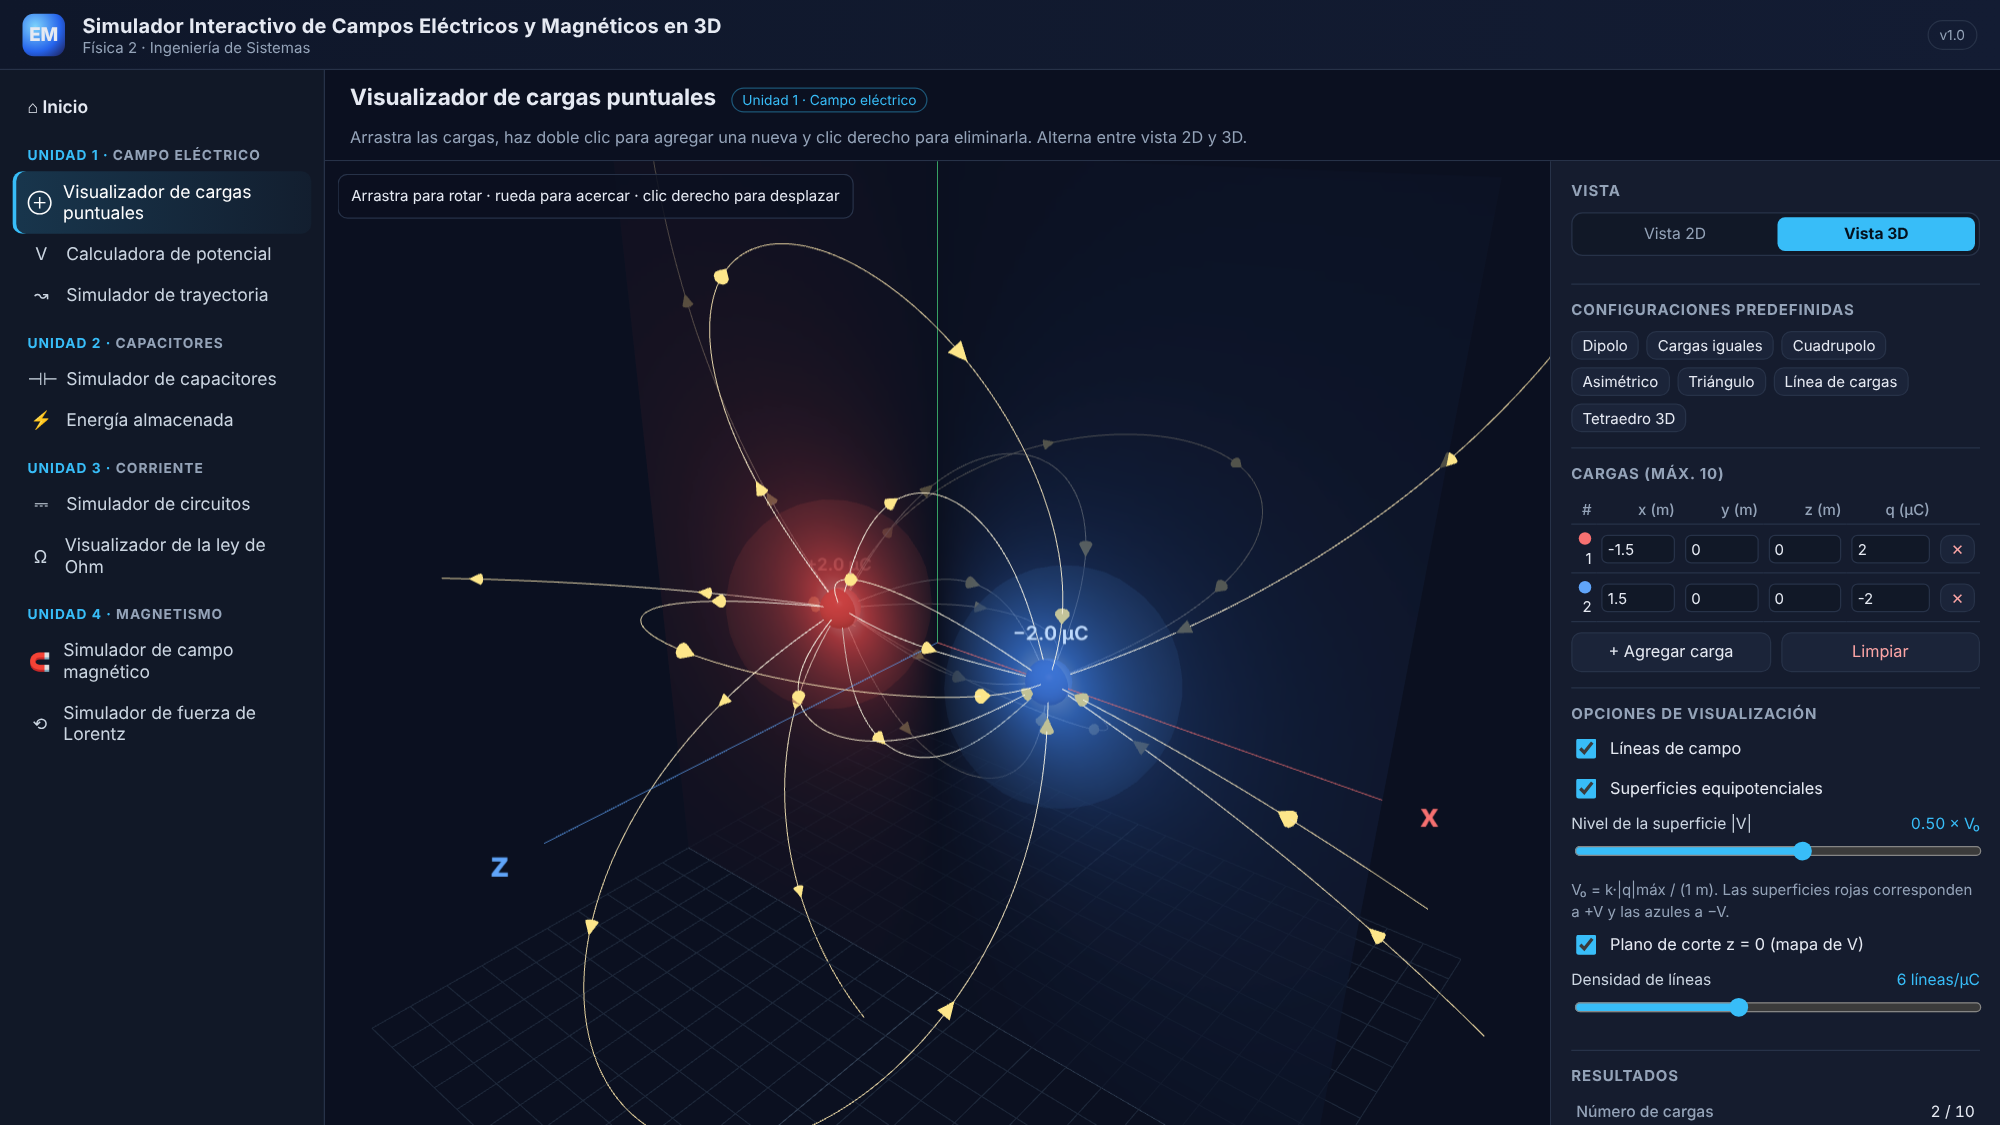 EM
Simulador Interactivo de Campos Eléctricos y Magnéticos en 3D
Física 2 · Ingeniería de Sistemas
v1.0
⌂ Inicio
UNIDAD 1 · CAMPO ELÉCTRICO
Visualizador de cargas
puntuales
V Calculadora de potencial
Simulador de trayectoria
UNIDAD 2 · CAPACITORES
Simulador de capacitores
Energía almacenada
UNIDAD 3 · CORRIENTE
Simulador de circuitos
Ω Visualizador de la ley de
Ohm
UNIDAD 4 · MAGNETISMO
Simulador de campo
magnético
Simulador de fuerza de
Lorentz
Visualizador de cargas puntuales
Unidad 1 · Campo eléctrico
Arrastra las cargas, haz doble clic para agregar una nueva y clic derecho para eliminarla. Alterna entre vista 2D y 3D.
Arrastra para rotar · rueda para acercar · clic derecho para desplazar
+2.0 µC
−2.0 µC
X
Z
VISTA
Vista 2D Vista 3D
CONFIGURACIONES PREDEFINIDAS
Dipolo Cargas iguales Cuadrupolo
Asimétrico Triángulo Línea de cargas
Tetraedro 3D
CARGAS (MÁX. 10)
# x (m) y (m) z (m) q (µC)
1 -1.5 0 0 2 ✕
2 1.5 0 0 -2 ✕
+ Agregar carga Limpiar
OPCIONES DE VISUALIZACIÓN
Líneas de campo
Superficies equipotenciales
Nivel de la superficie |V| 0.50 × V₀
V₀ = k·|q|máx / (1 m). Las superficies rojas corresponden
a +V y las azules a −V.
Plano de corte z = 0 (mapa de V)
Densidad de líneas 6 líneas/µC
RESULTADOS
Número de cargas 2 / 10